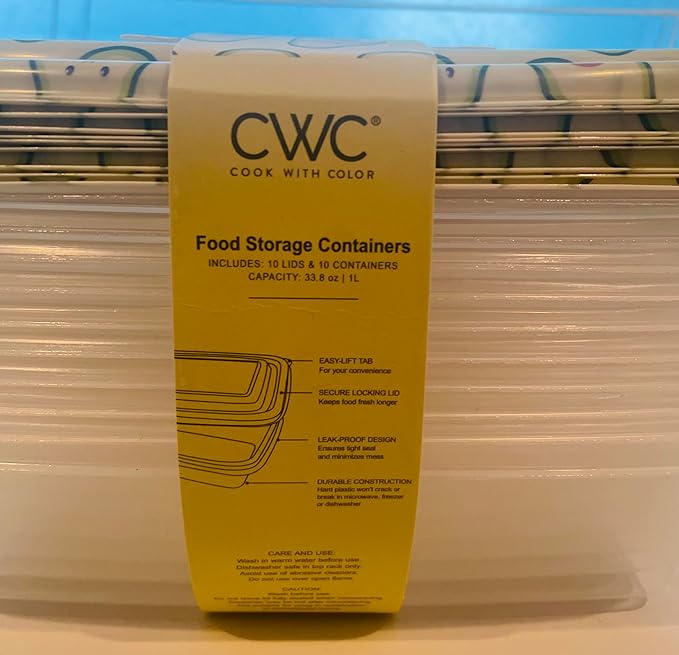 CWC®
COOK WITH COLOR
Food Storage Containers
INCLUDES: 10 LIDS & 10 CONTAINERS
CAPACITY: 33.8 oz | 1L
EASY-LIFT TAB
For your convenience
SECURE LOCKING LID
Keeps food fresh longer
LEAK-PROOF DESIGN
Ensures tight seal
and minimizes mess
DURABLE CONSTRUCTION
Hard plastic won't crack or
break in microwave, freezer
or dishwasher
CARE AND USE:
Wash in warm water before use.
Dishwasher safe in top rack only.
Avoid use of abrasive cleaners.
Do not use over open flame.
CAUTION:
Wash before use.